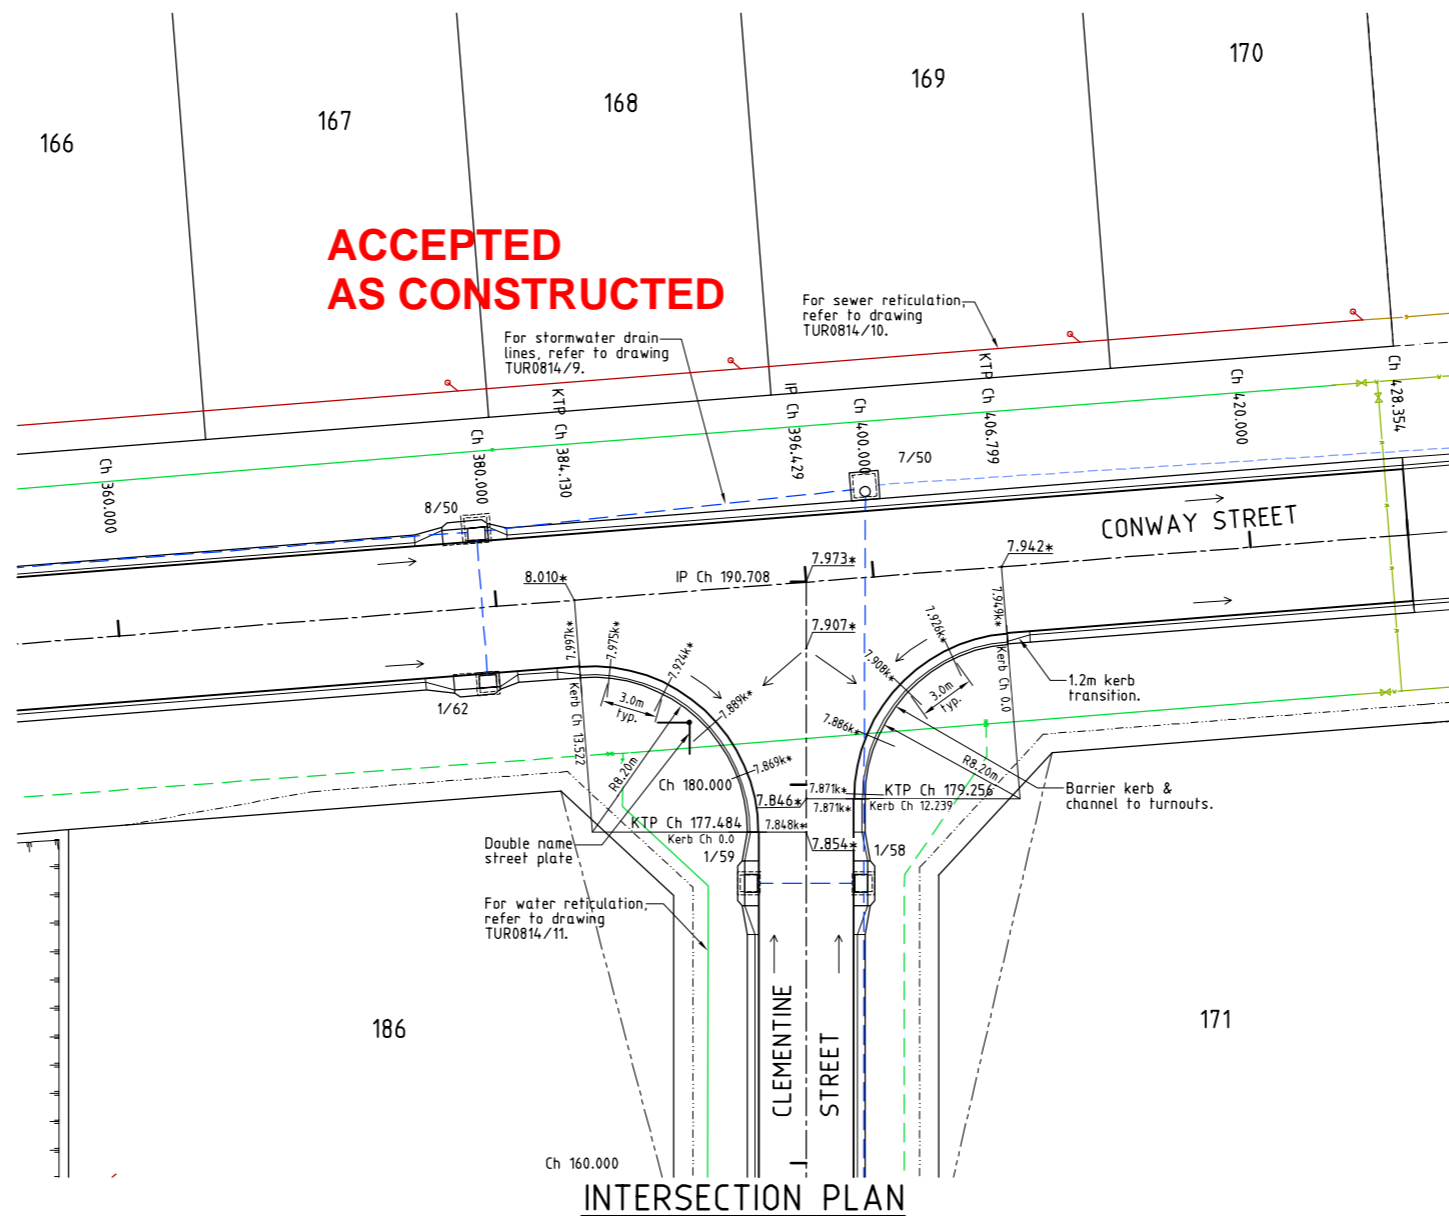 166
167
168
169
170
ACCEPTED
AS CONSTRUCTED
For stormwater drain
lines, refer to drawing
TUR0814/9.
For sewer reticulation,
refer to drawing
TUR0814/10.
Ch 360.000
Ch 380.000
KTP Ch 384.130
IP Ch 396.429
Ch 400.000
KTP Ch 406.799
Ch 420.000
Ch 428.354
8/50
7/50
CONWAY STREET
8.010*
IP Ch 190.708
7.973*
7.942*
7.907*
7.997k*
7.975k*
7.924k*
7.889k*
7.869k*
7.908k*
7.926k*
7.949k*
7.886k*
3.0m
typ.
3.0m
typ.
1.2m kerb
transition.
1/62
Kerb Ch 13.522
Kerb Ch 0.0
R8.20m
R8.20m
Ch 180.000
7.846*
7.871k*
KTP Ch 179.256
7.871k*
Kerb Ch 12.239
Barrier kerb &
channel to turnouts.
KTP Ch 177.484
7.848k*
Kerb Ch 0.0
7.854*
Double name
street plate
1/59
1/58
For water reticulation,
refer to drawing
TUR0814/11.
CLEMENTINE
STREET
186
171
Ch 160.000
INTERSECTION PLAN